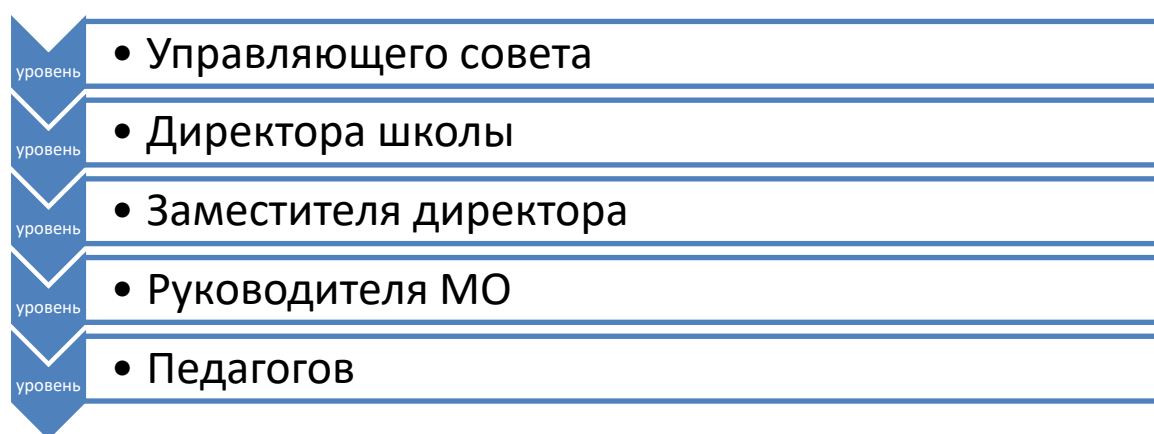 уровень
• Управляющего совета
уровень
• Директора школы
уровень
• Заместителя директора
уровень
• Руководителя МО
уровень
• Педагогов